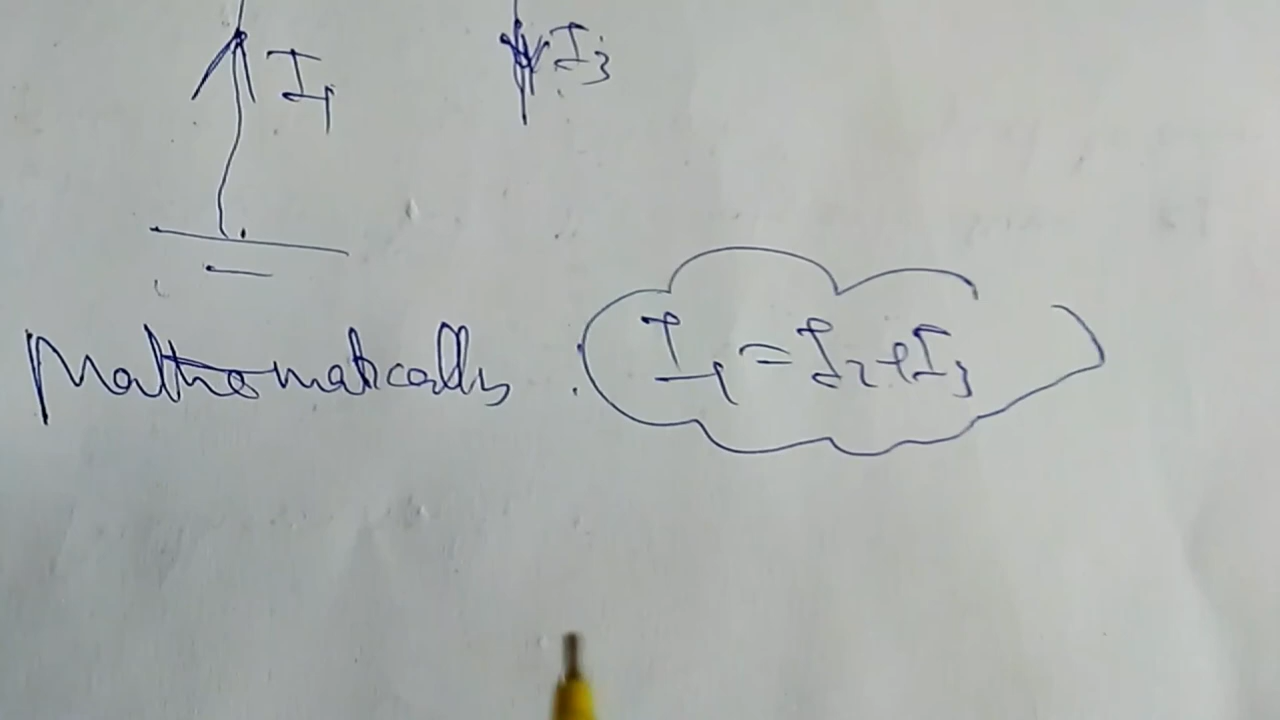 I1 I3
Mathematically I1 = I2 + I3